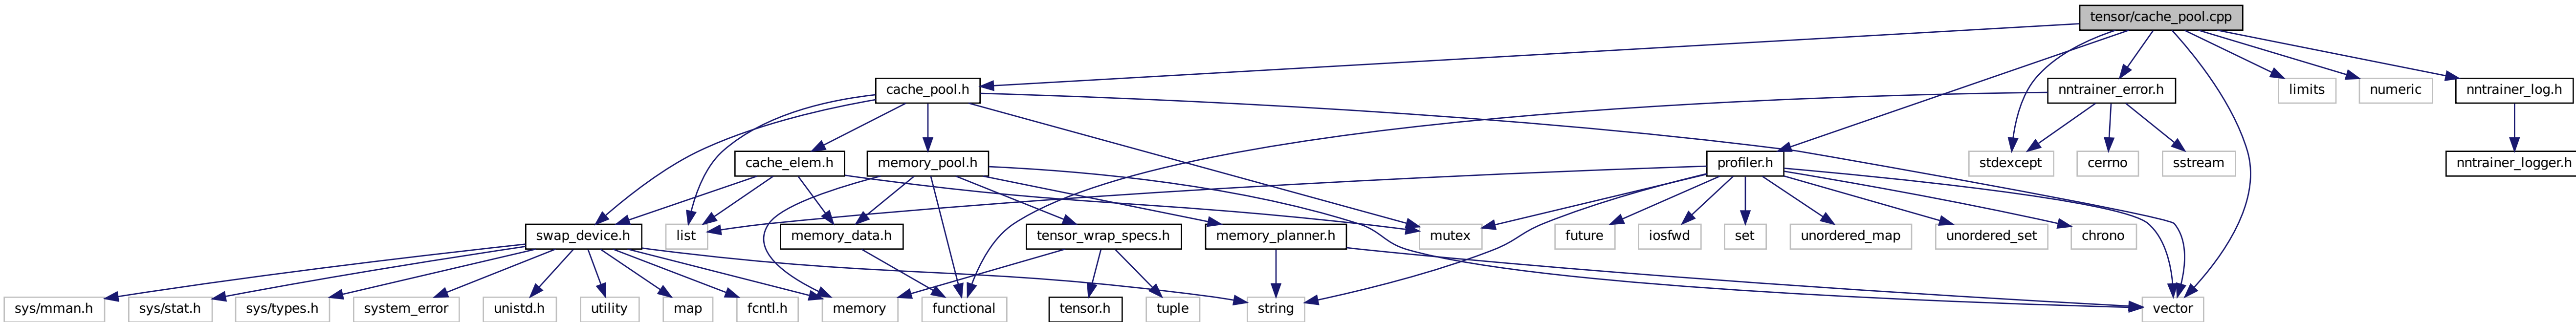 tensor/cache_pool.cpp
cache_pool.h
nntrainer_error.h
limits
numeric
nntrainer_log.h
cache_elem.h
memory_pool.h
profiler.h
stdexcept
cerrno
sstream
nntrainer_logger.h
swap_device.h
list
memory_data.h
tensor_wrap_specs.h
memory_planner.h
mutex
future
iosfwd
set
unordered_map
unordered_set
chrono
sys/mman.h
sys/stat.h
sys/types.h
system_error
unistd.h
utility
map
fcntl.h
memory
functional
tensor.h
tuple
string
vector